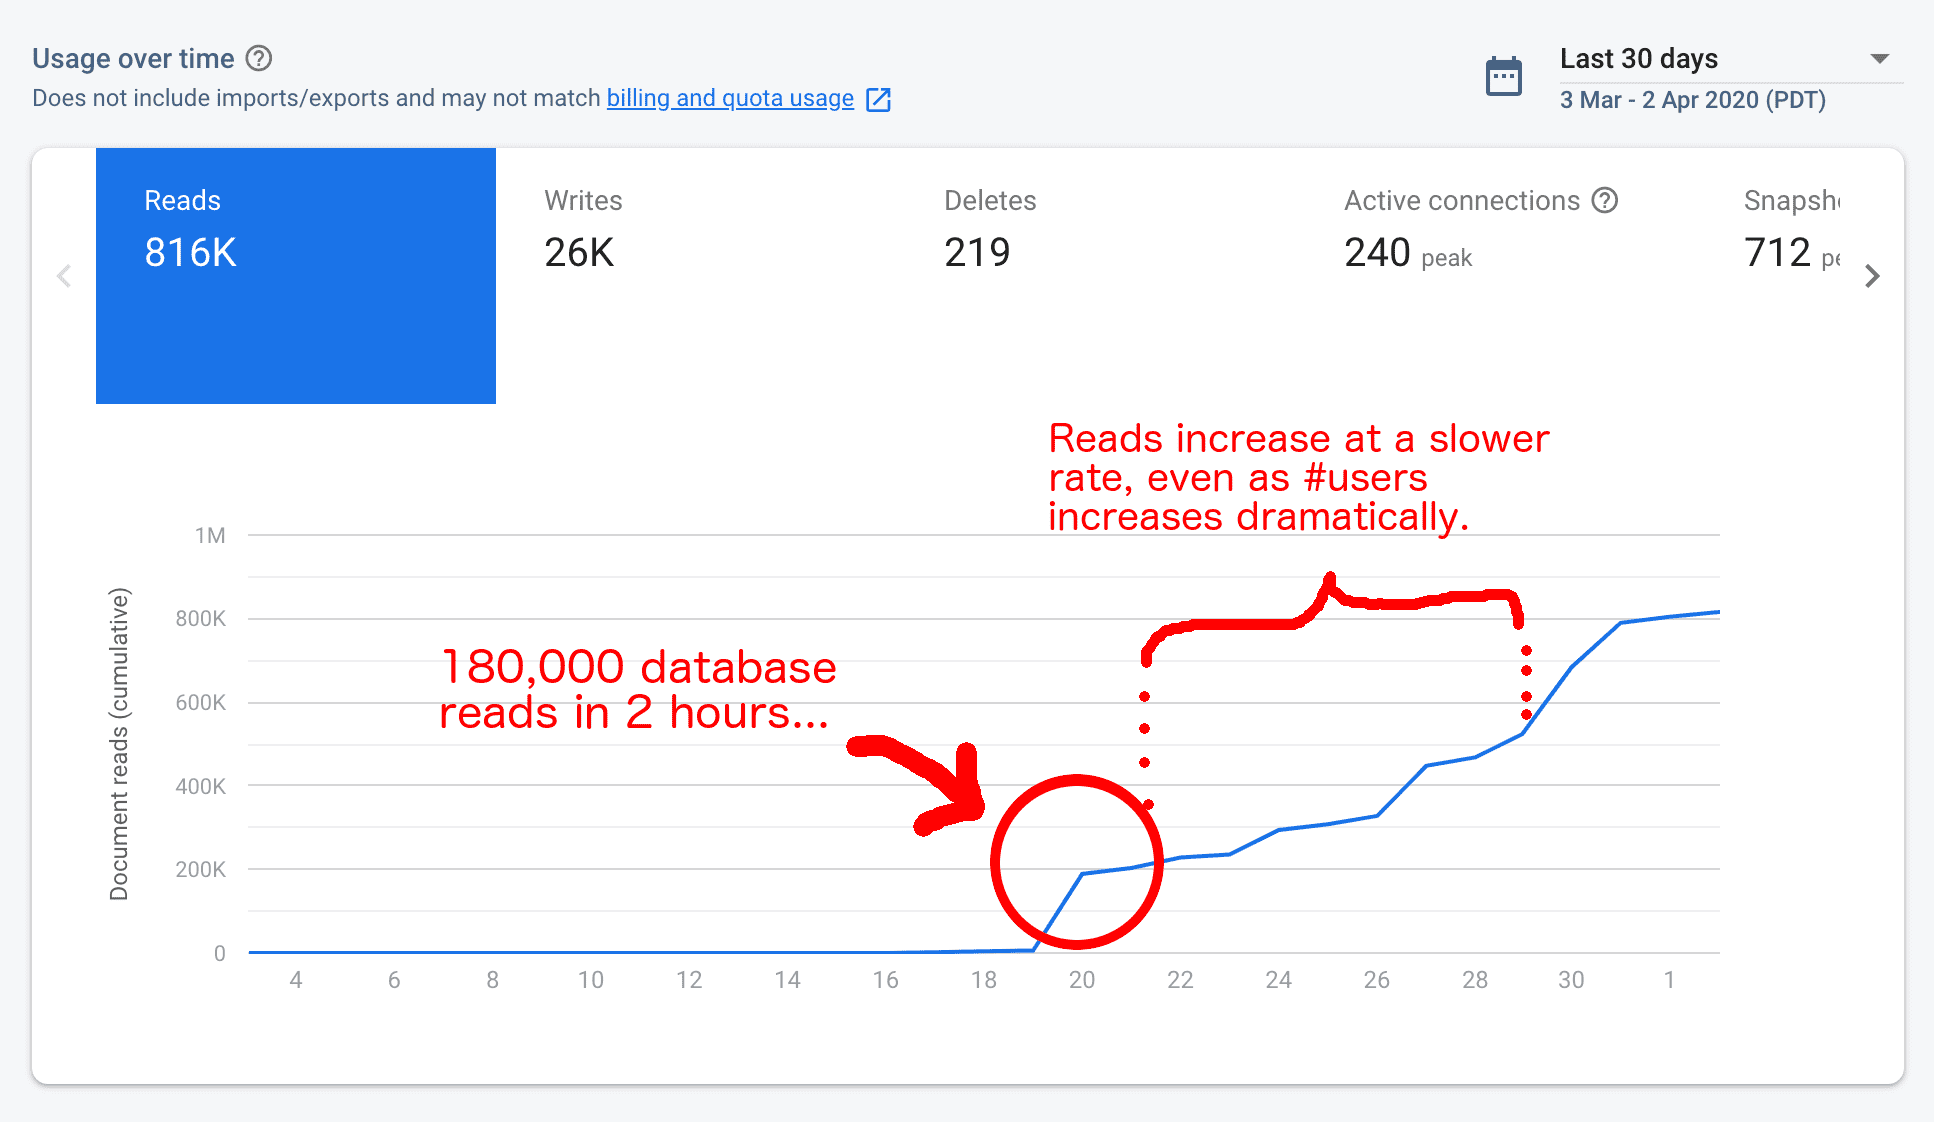 Usage over time
Does not include imports/exports and may not match billing and quota usage
Last 30 days
3 Mar - 2 Apr 2020 (PDT)
Reads
816K
Writes
26K
Deletes
219
Active connections
240 peak
Snapsh
712 pe
Reads increase at a slower
rate, even as #users
increases dramatically.
180,000 database
reads in 2 hours...
Document reads (cumulative)
1M
800K
600K
400K
200K
0
4 6 8 10 12 14 16 18 20 22 24 26 28 30 1